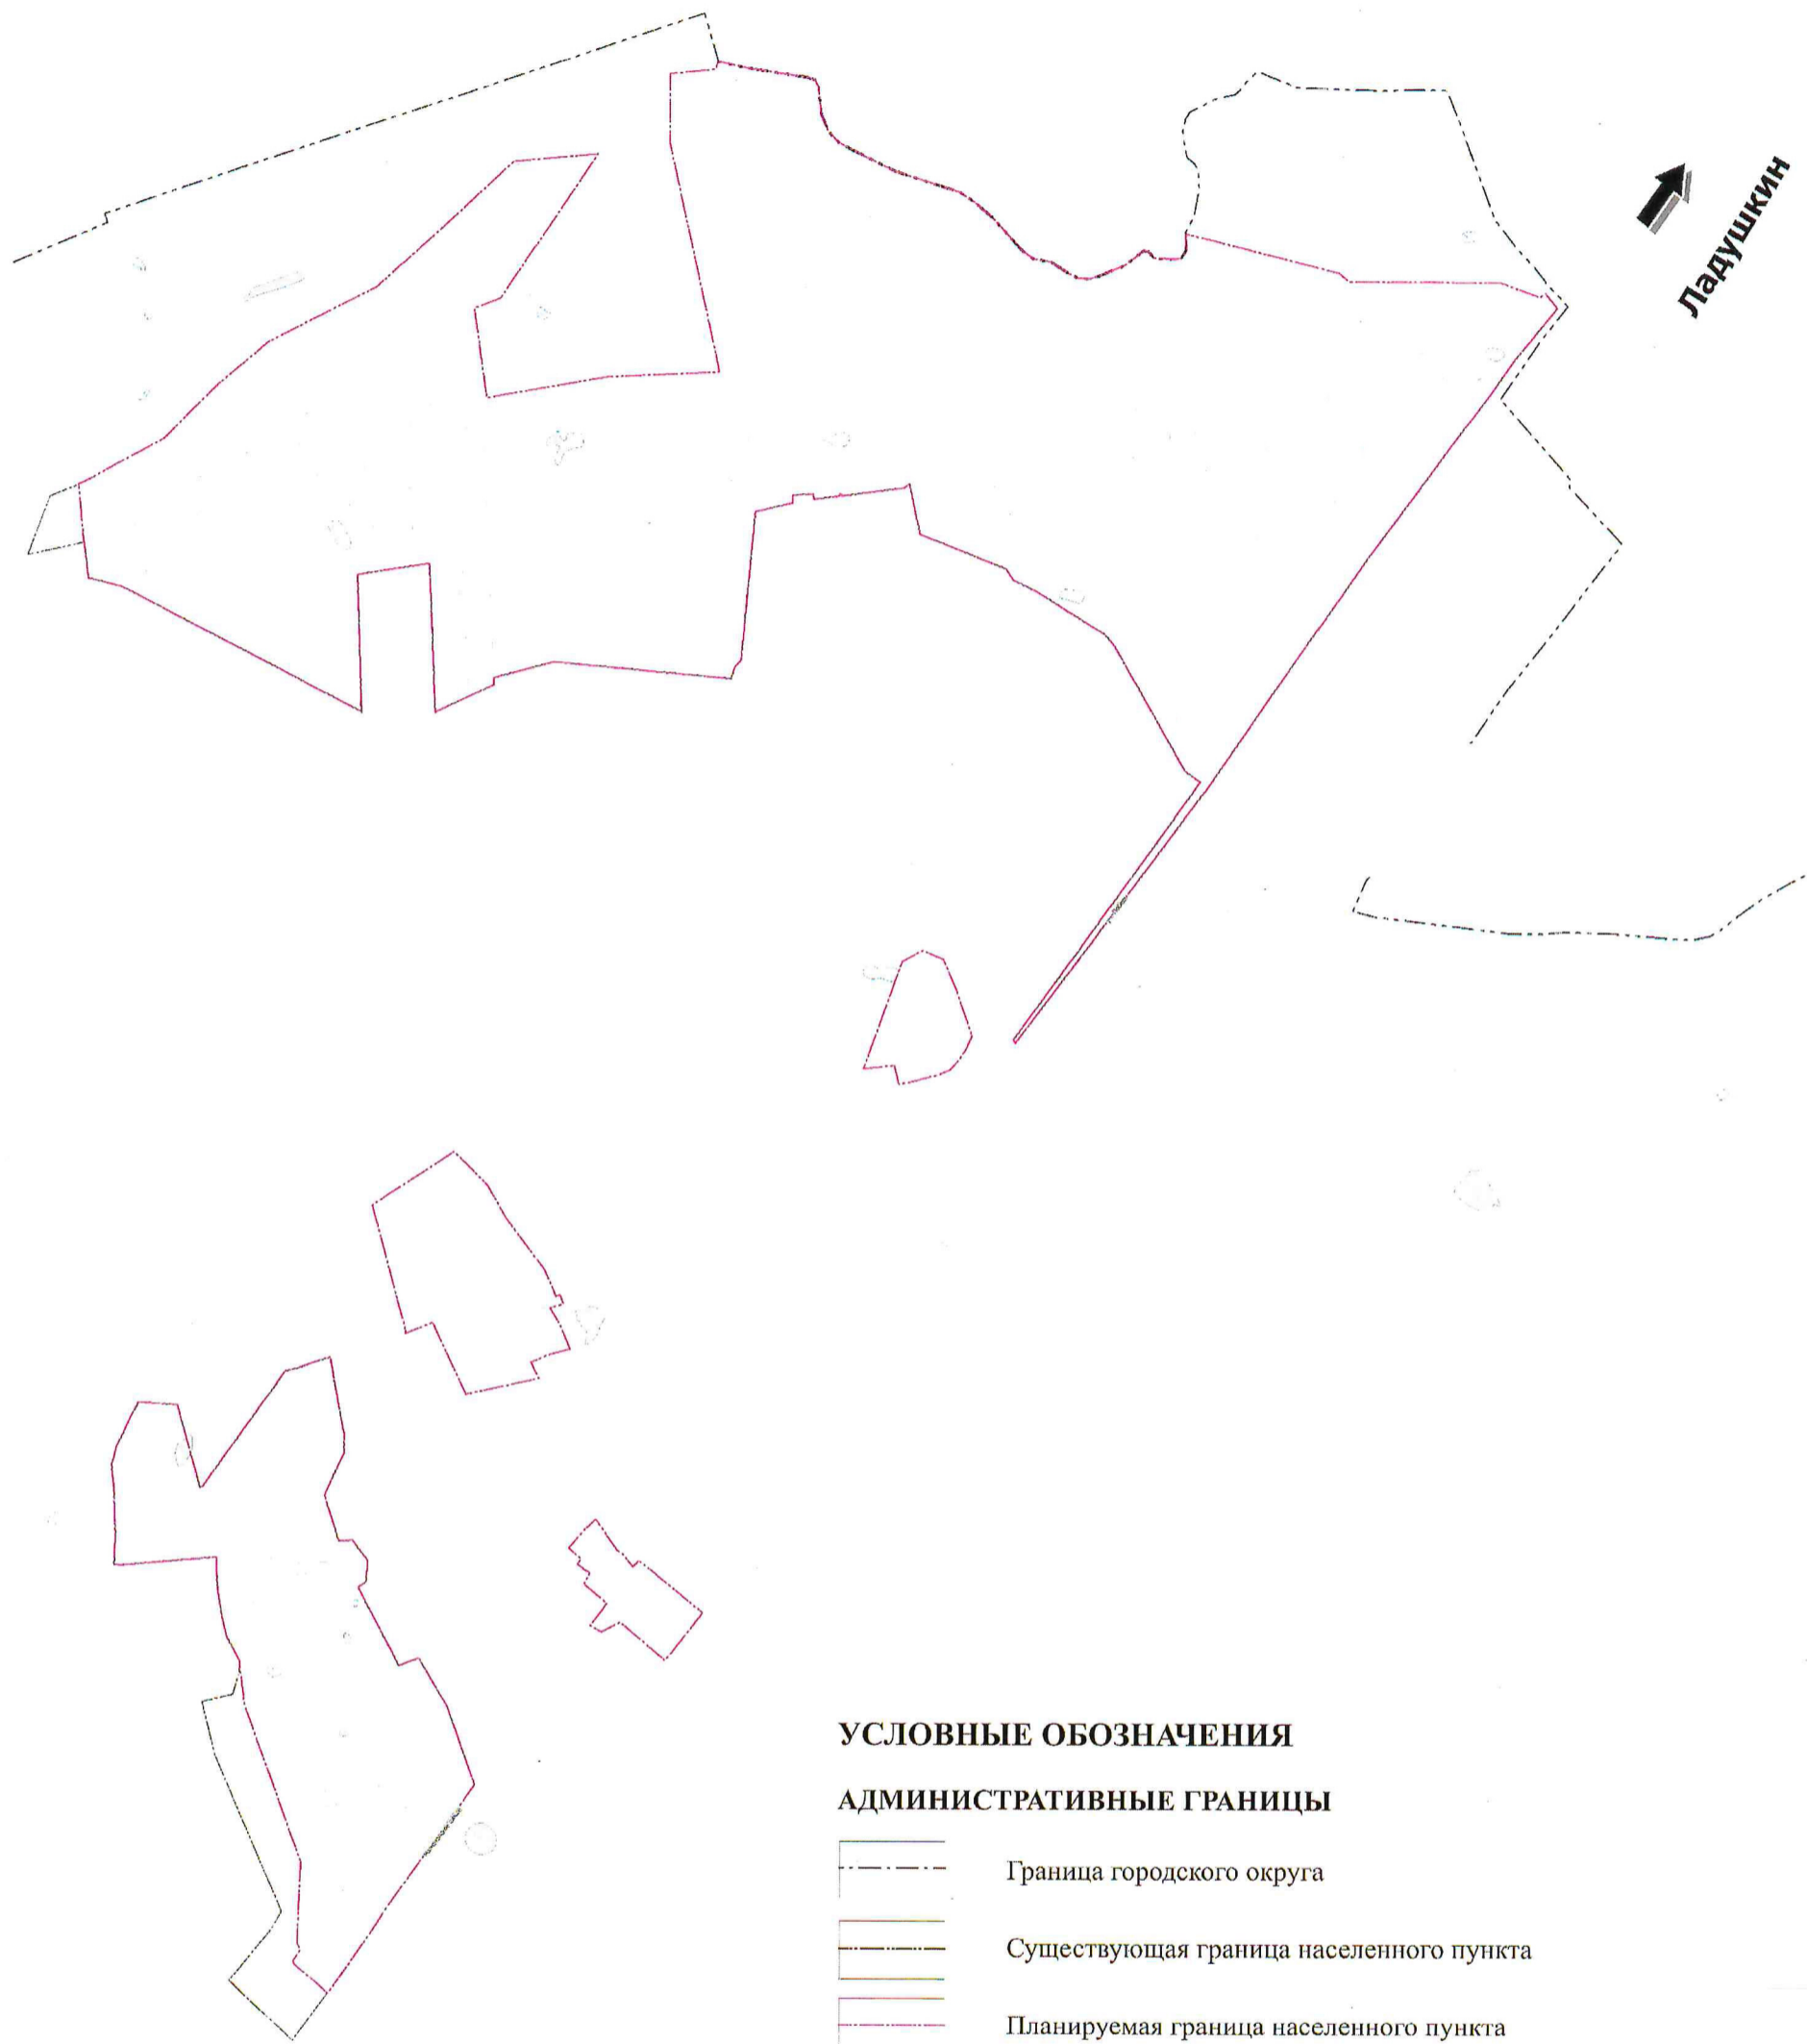 Ладушкин
УСЛОВНЫЕ ОБОЗНАЧЕНИЯ
АДМИНИСТРАТИВНЫЕ ГРАНИЦЫ
Граница городского округа
Существующая граница населенного пункта
Планируемая граница населенного пункта